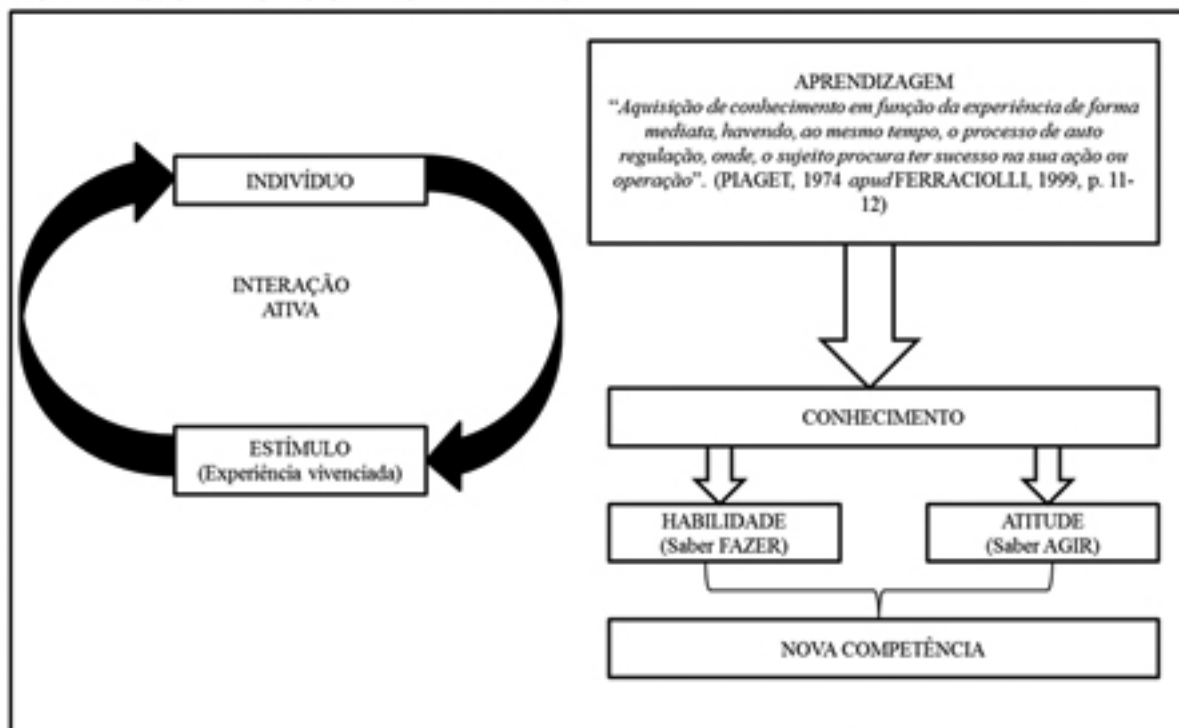 INDIVÍDUO
INTERAÇÃO
ATIVA
ESTÍMULO
(Experiência vivenciada)
APRENDIZAGEM
“Aquisição de conhecimento em função da experiência de forma
mediata, havendo, ao mesmo tempo, o processo de auto
regulação, onde, o sujeito procura ter sucesso na sua ação ou
operação”. (PIAGET, 1974 apudFERRACIOLLI, 1999, p. 11-
12)
CONHECIMENTO
HABILIDADE
(Saber FAZER)
ATITUDE
(Saber AGIR)
NOVA COMPETÊNCIA